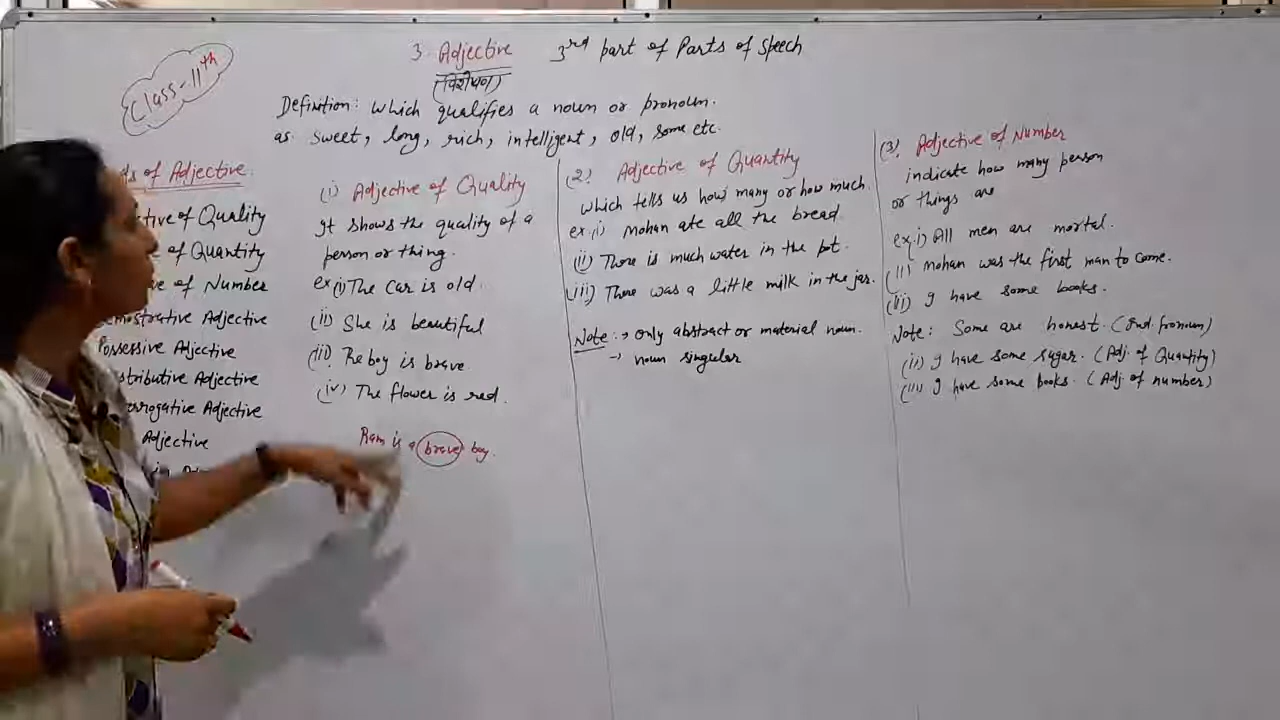 Class-11th
3. Adjective 3rd part of Parts of Speech
(विशेषण)
Definition: Which qualifies a noun or pronoun.
as sweet, long, rich, intelligent, old, some etc.
ds of Adjective
ctive of Quality
e of Quantity
ve of Number
emostrative Adjective
Possessive Adjective
stributive Adjective
errogative Adjective
Adjective
(i) Adjective of Quality
It shows the quality of a
person or thing.
ex(i) The car is old.
(ii) She is beautiful
(iii) The boy is brave
(iv) The flower is red.
Ram is a brave boy.
(2) Adjective of Quantity
which tells us how many or how much.
ex.(i) Mohan ate all the bread.
(ii) There is much water in the pot.
(iii) There was a little milk in the jar.
Note :→ Only abstract or material noun.
→ noun singular
(3) Adjective of Number
indicate how many person
or things are
ex.i) All men are mortal.
(ii) Mohan was the first man to come.
(iii) I have some books.
Note: Some are honest. (Ind. Pronoun)
(ii) I have some sugar. (Adj. of Quantity)
(iii) I have some books. (Adj. of number)